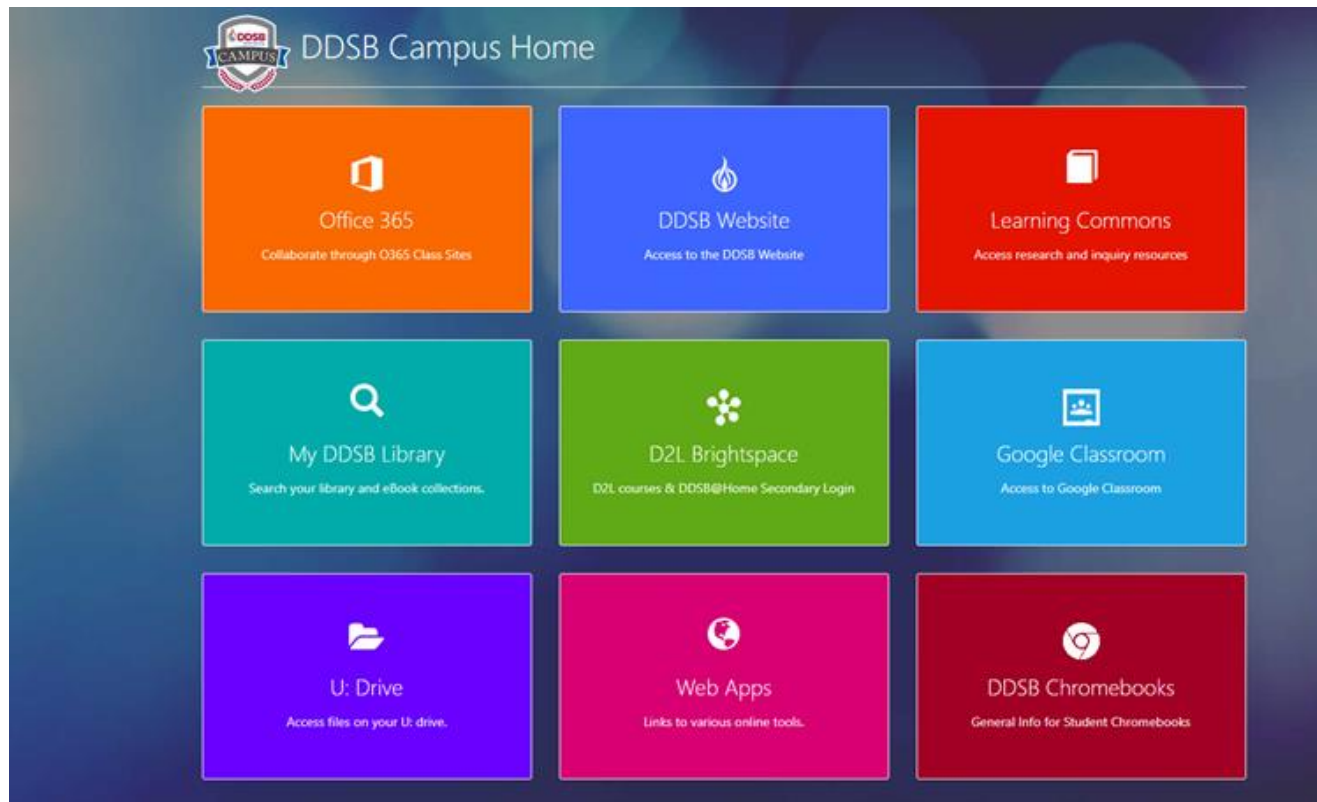 DDSB
CAMPUS
DDSB Campus Home
Office 365
Collaborate through O365 Class Sites
DDSB Website
Access to the DDSB Website
Learning Commons
Access research and inquiry resources
My DDSB Library
Search your library and eBook collections.
D2L Brightspace
D2L courses & DDSB@Home Secondary Login
Google Classroom
Access to Google Classroom
U: Drive
Access files on your U: drive.
Web Apps
Links to various online tools.
DDSB Chromebooks
General Info for Student Chromebooks